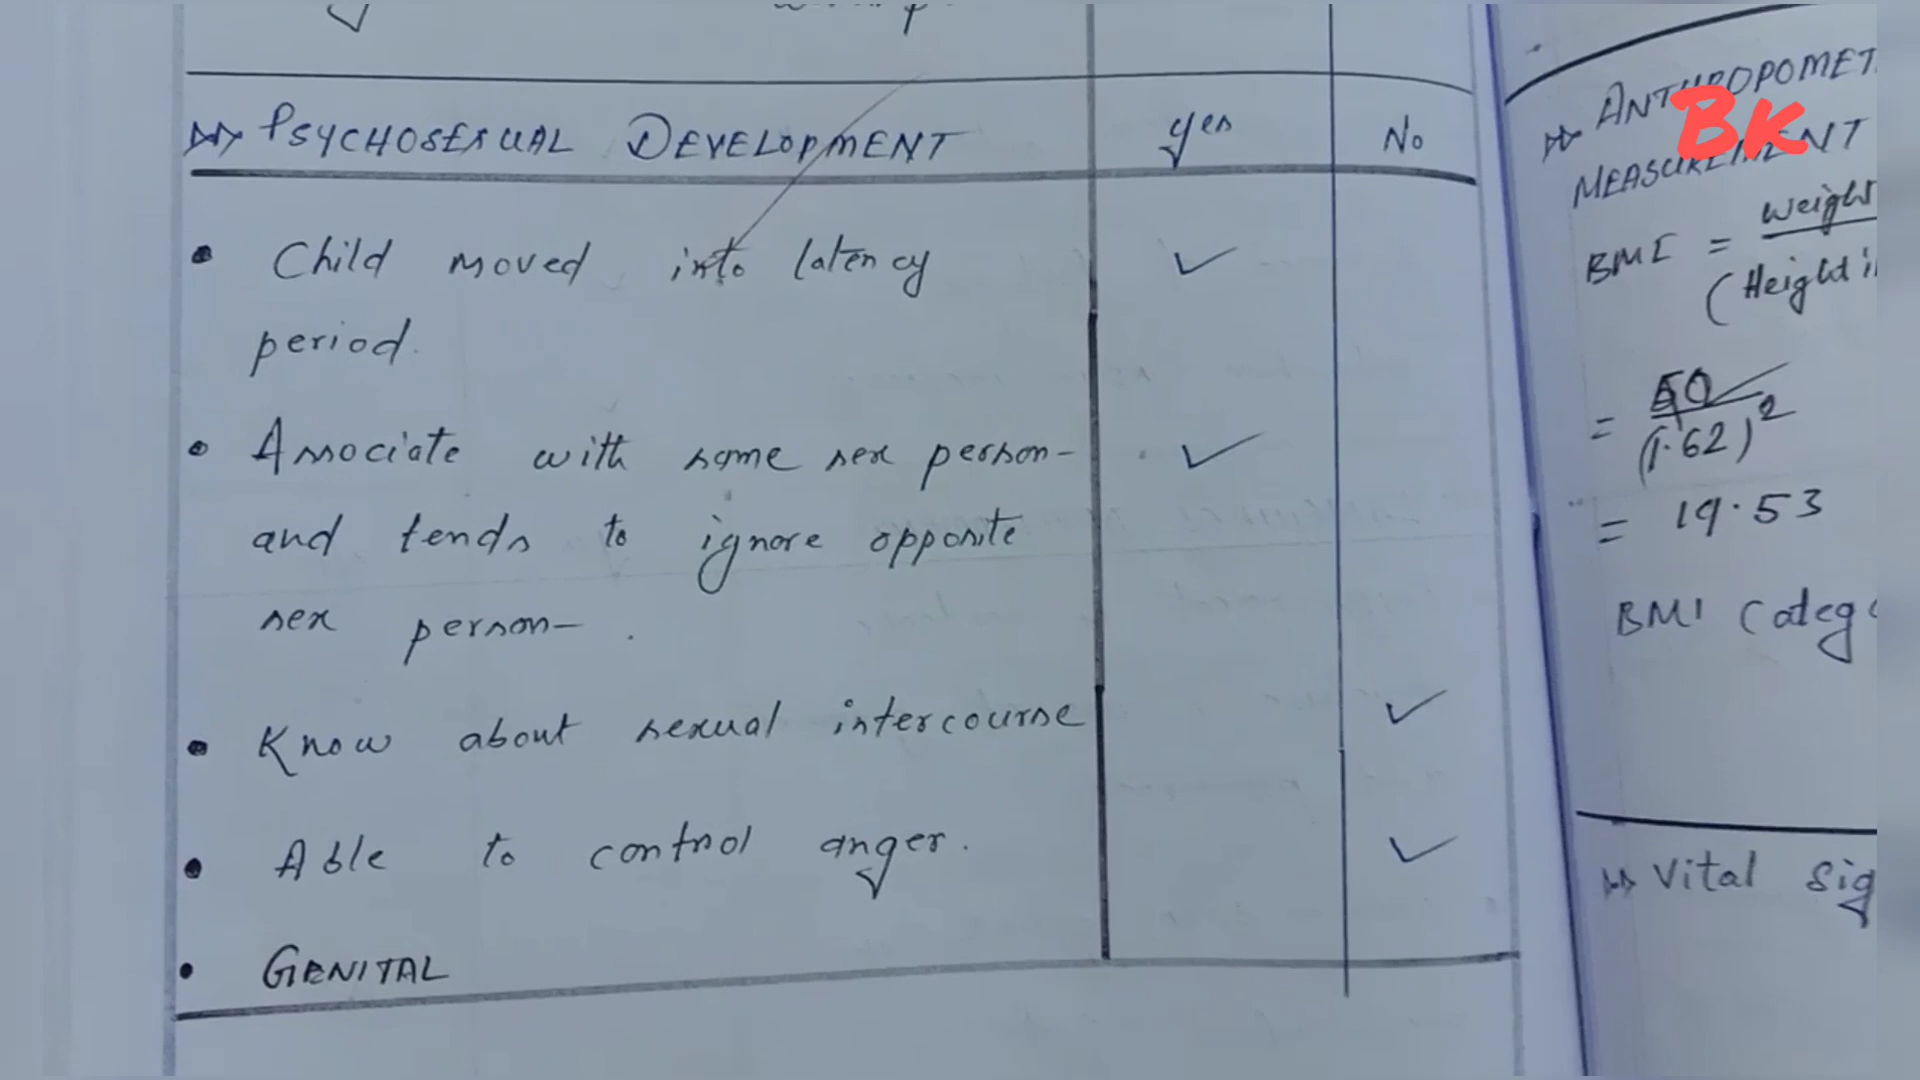 PSYCHOSEXUAL DEVELOPMENT yes No
• Child moved into latency
period.
• Associate with same sex person
and tends to ignore opposite
sex person.
• Know about sexual intercourse
• Able to control anger.
• GENITAL
ANTHROPOMET
MEASUREMENT
BK
BMI = Weight
(Height i
= 50
(1.62)2
= 19.53
BMI Categ
Vital Sig